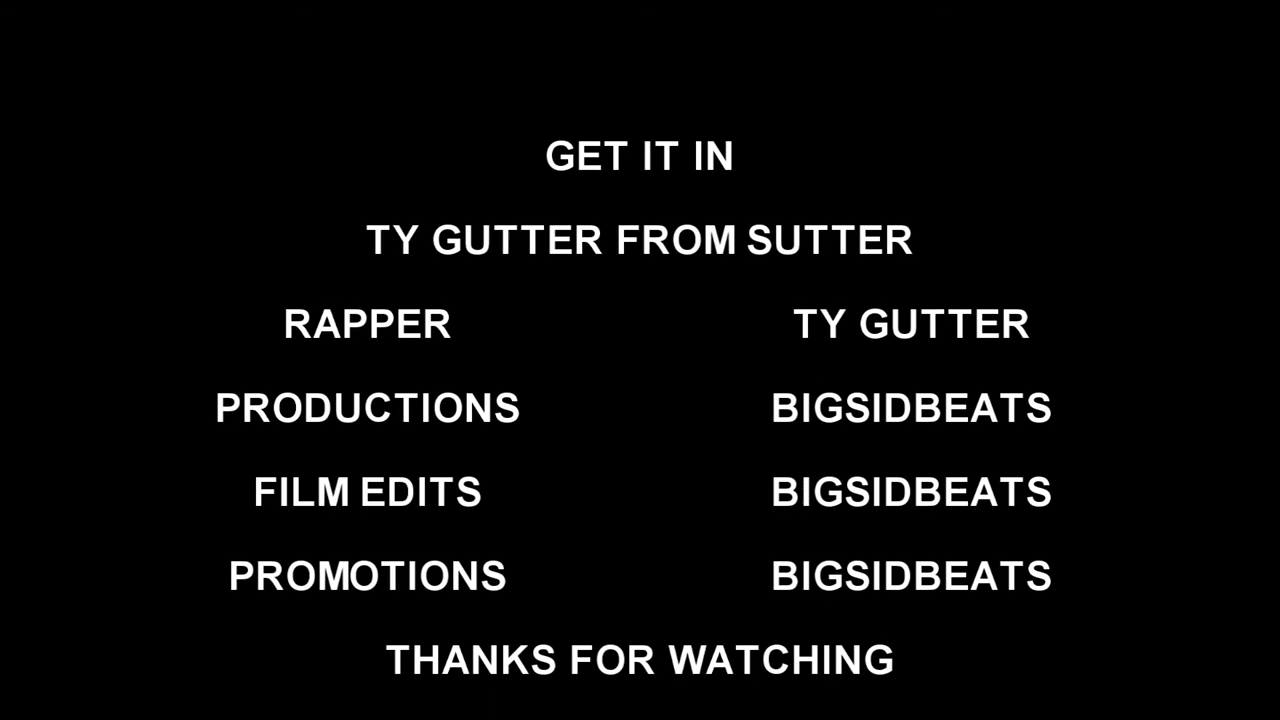 GET IT IN
TY GUTTER FROM SUTTER
RAPPER TY GUTTER
PRODUCTIONS BIGSIDBEATS
FILM EDITS BIGSIDBEATS
PROMOTIONS BIGSIDBEATS
THANKS FOR WATCHING